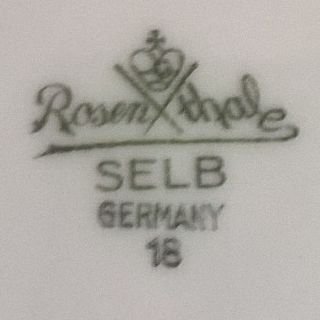 Rosenthal
SELB
GERMANY
18